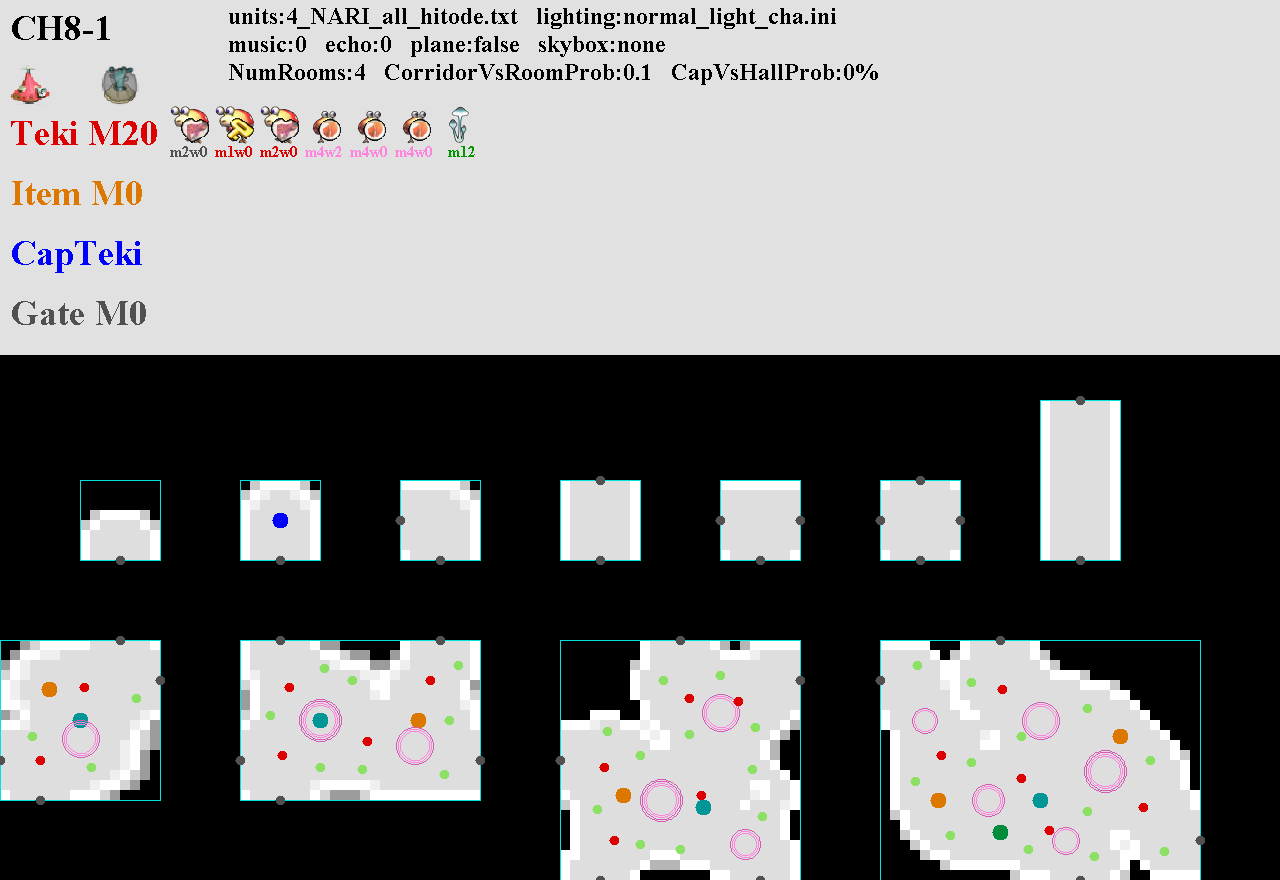 CH8-1
units:4_NARI_all_hitode.txt lighting:normal_light_cha.ini
music:0 echo:0 plane:false skybox:none
NumRooms:4 CorridorVsRoomProb:0.1 CapVsHallProb:0%
Teki M20
m2w0 m1w0 m2w0 m4w2 m4w0 m4w0 m12
Item M0
CapTeki
Gate M0